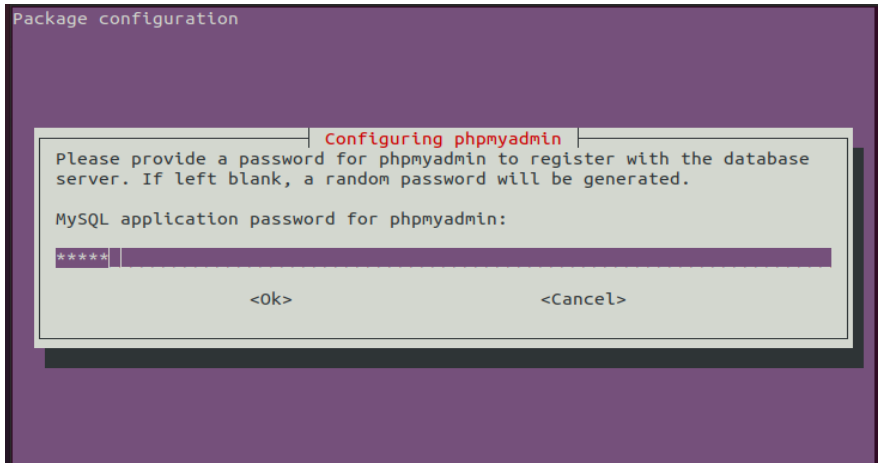 Package configuration
Configuring phpmyadmin
Please provide a password for phpmyadmin to register with the database
server. If left blank, a random password will be generated.
MySQL application password for phpmyadmin:
*****
<Ok> <Cancel>